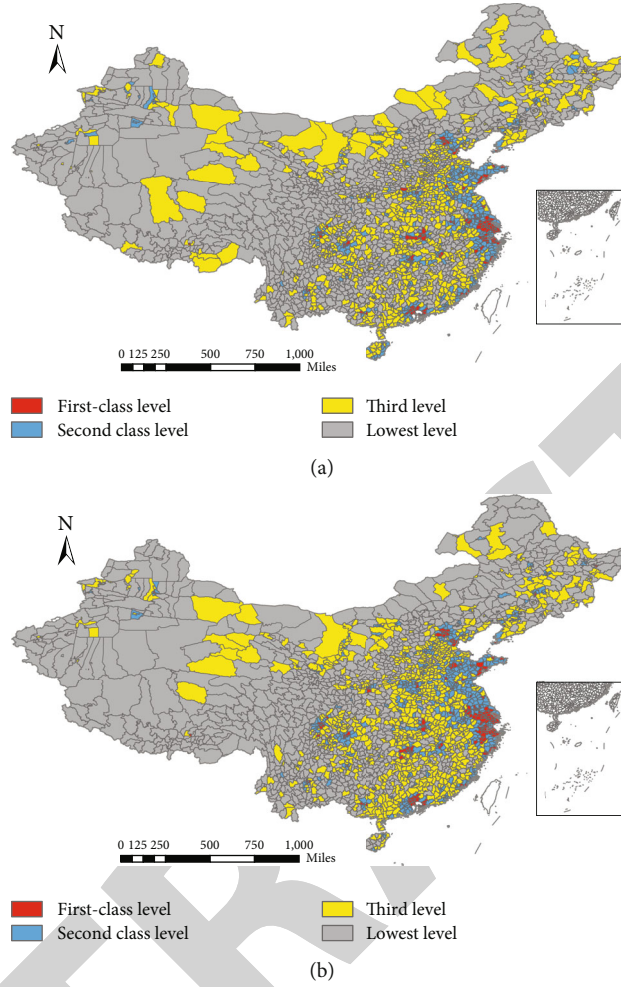 N
0 125 250 500 750 1,000
Miles
First-class level
Third level
Second class level
Lowest level
(a)
N
0 125 250 500 750 1,000
Miles
First-class level
Third level
Second class level
Lowest level
(b)